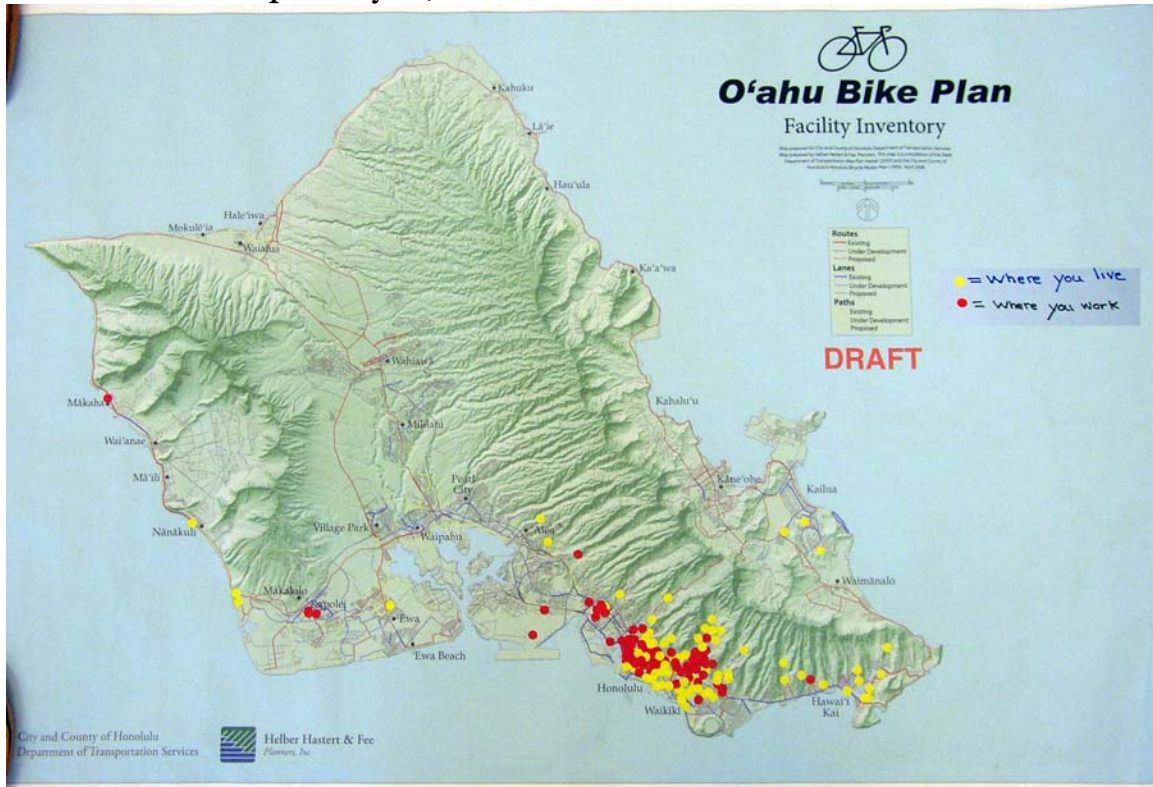 O'ahu Bike Plan
Facility Inventory
Routes
Existing
Under Development
Proposed
Lanes
Existing
Under Development
Proposed
Paths
Existing
Under Development
Proposed
= Where you live
= Where you work
DRAFT
Kahuku
Lā'ie
Hau'ula
Hale'iwa
Mokulē'ia
Waialua
Ka'a'wa
Wahiawā
Mākaha
Kahalu'u
Mililani
Wai'anae
Mā'ili
Pearl
City
Kāne'ohe
Kailua
Nānākuli
Village Park
Waipahu
'Aiea
Waimānalo
Makakilo
Kapolei
'Ewa
'Ewa Beach
Honolulu
Waikīkī
Hawai'i
Kai
City and County of Honolulu
Department of Transportation Services
Helber Hastert & Fee
Planners, Inc.